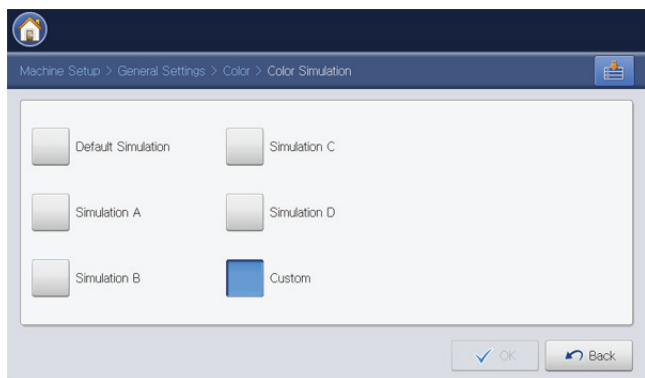 Machine Setup > General Settings > Color > Color Simulation
Default Simulation
Simulation C
Simulation A
Simulation D
Simulation B
Custom
OK
Back